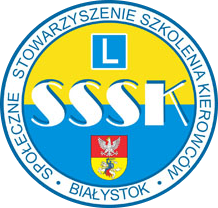 SPOŁECZNE STOWARZYSZENIE SZKOLENIA KIEROWCÓW
L
SSSK
• BIAŁYSTOK •